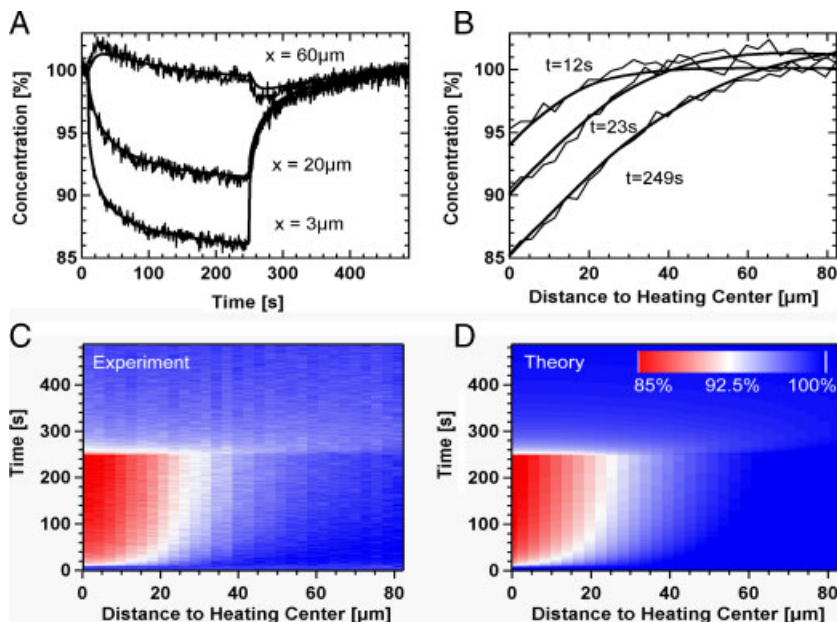 A
Concentration [%]
100
95
90
85
x = 60µm
x = 20µm
x = 3µm
0
100
200
300
400
Time [s]
B
Concentration [%]
100
95
90
85
t=12s
t=23s
t=249s
0
20
40
60
80
Distance to Heating Center [µm]
C
Experiment
Time [s]
400
300
200
100
0
0
20
40
60
80
Distance to Heating Center [µm]
D
Theory
85%
92.5%
100%
Time [s]
400
300
200
100
0
0
20
40
60
80
Distance to Heating Center [µm]